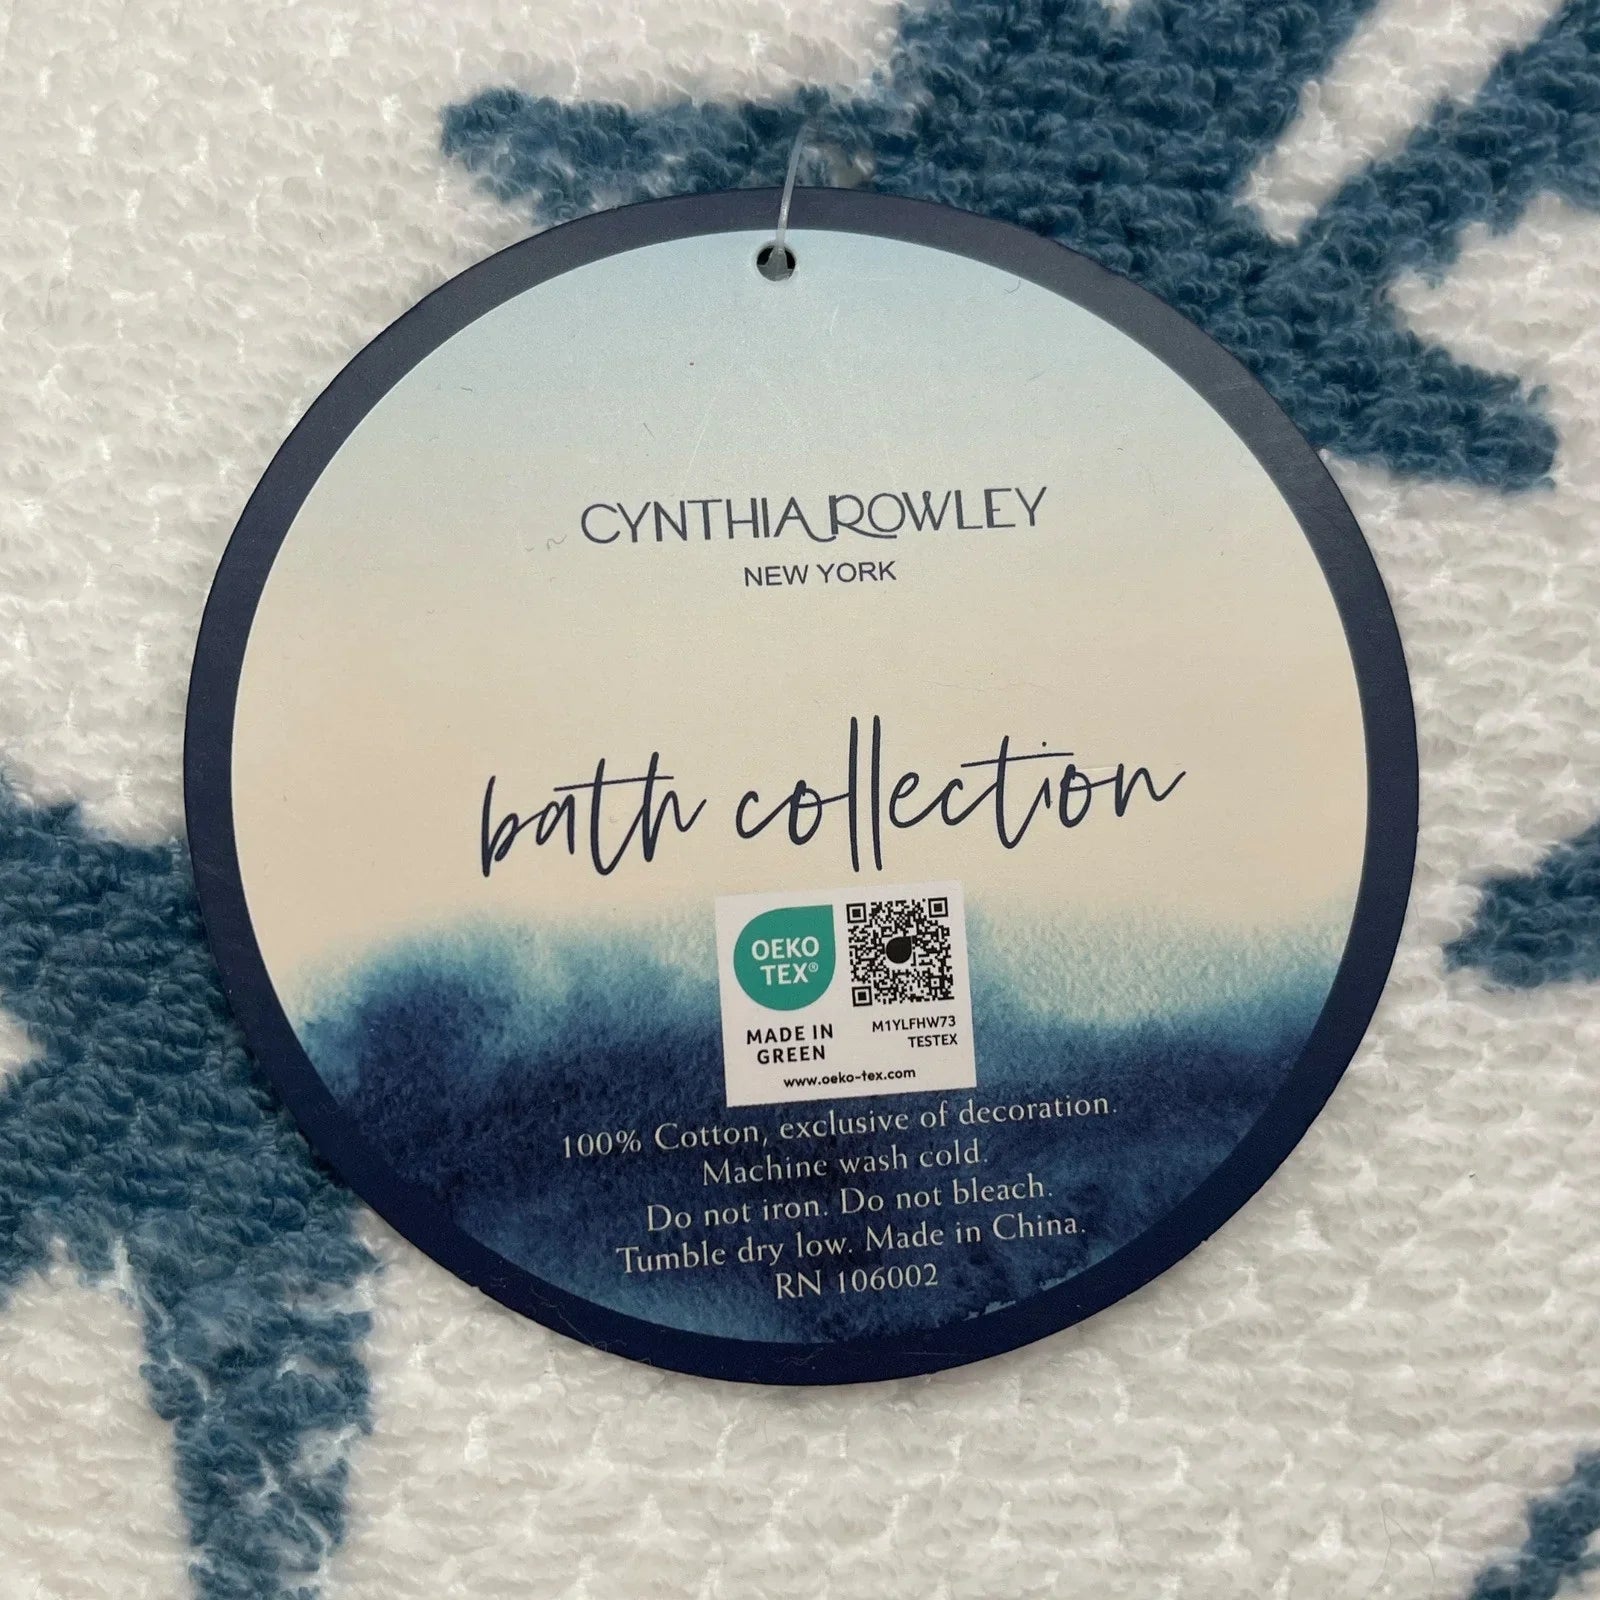 CYNTHIA ROWLEY
NEW YORK
bath collection
OEKO
TEX®
MADE IN
GREEN
M1YLFHW73
TESTEX
www.oeko-tex.com
100% Cotton, exclusive of decoration.
Machine wash cold.
Do not iron. Do not bleach.
Tumble dry low. Made in China.
RN 106002